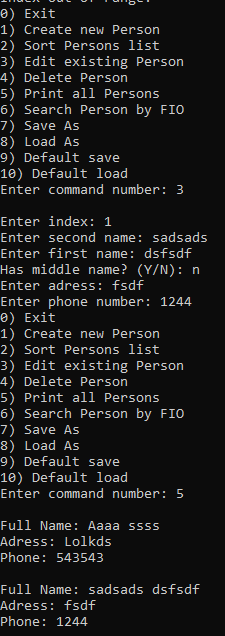 Index out of range.
0) Exit
1) Create new Person
2) Sort Persons list
3) Edit existing Person
4) Delete Person
5) Print all Persons
6) Search Person by FIO
7) Save As
8) Load As
9) Default save
10) Default load
Enter command number: 3
Enter index: 1
Enter second name: sadsads
Enter first name: dsfsdf
Has middle name? (Y/N): n
Enter adress: fsdf
Enter phone number: 1244
0) Exit
1) Create new Person
2) Sort Persons list
3) Edit existing Person
4) Delete Person
5) Print all Persons
6) Search Person by FIO
7) Save As
8) Load As
9) Default save
10) Default load
Enter command number: 5
Full Name: Aaaa ssss
Adress: Lolkds
Phone: 543543
Full Name: sadsads dsfsdf
Adress: fsdf
Phone: 1244